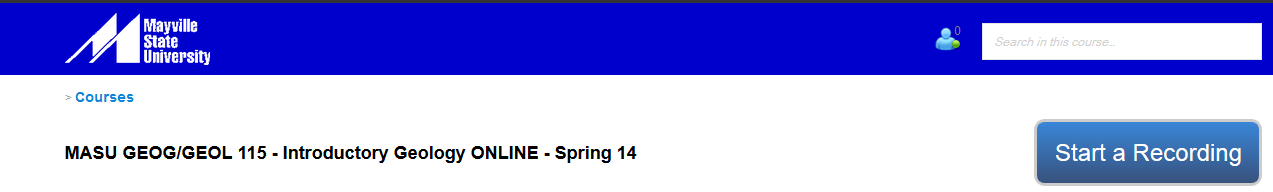 Mayville
State
University
0
Search in this course...
> Courses
MASU GEOG/GEOL 115 - Introductory Geology ONLINE - Spring 14
Start a Recording